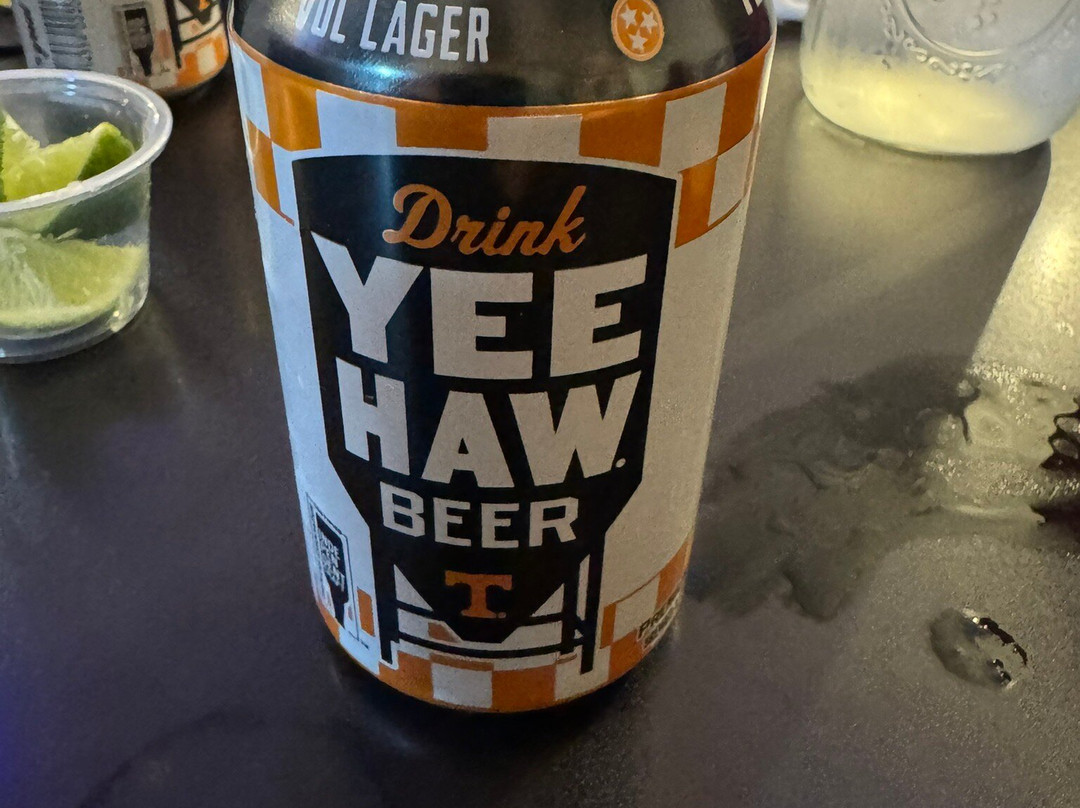 VOL LAGER
Drink
YEE
HAW.
BEER
T